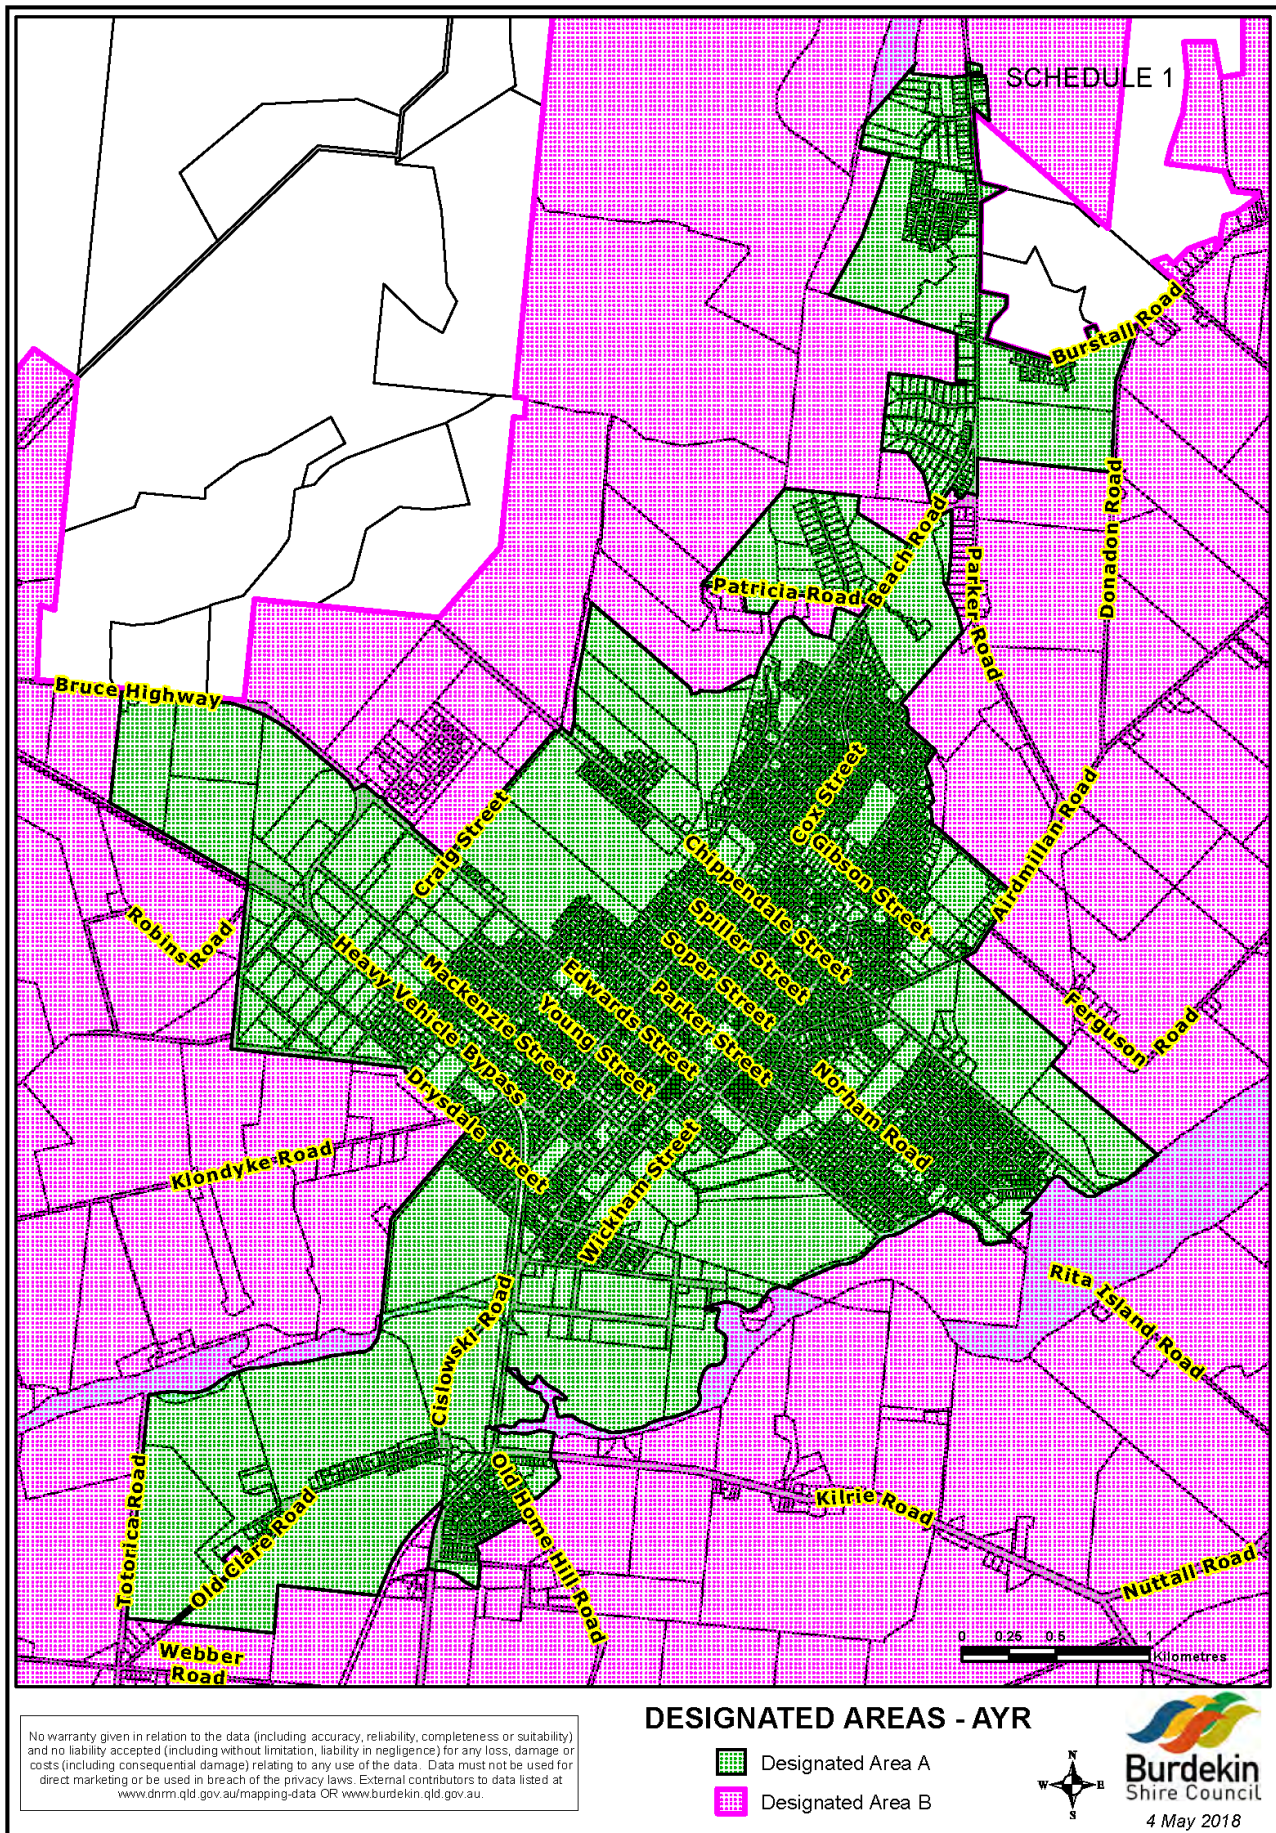 SCHEDULE 1
Burstall Road
Donadon Road
Beach Road
Parker Road
Patricia Road
Bruce Highway
Cox Street
Gibson Street
Airdmillan Road
Craig Street
Chippendale Street
Spiller Street
Soper Street
Parker Street
Edwards Street
Young Street
Mackenzie Street
Heavy Vehicle Bypass
Robins Road
Ferguson Road
Norham Road
Drysdale Street
Klondyke Road
Wickham Street
Rita Island Road
Cislowski Road
Old Home Hill Road
Kilrie Road
Totorica Road
Old Clare Road
Nuttall Road
Webber
Road
0 0.25 0.5 1
Kilometres
DESIGNATED AREAS - AYR
Designated Area A
Designated Area B
No warranty given in relation to the data (including accuracy, reliability, completeness or suitability)
and no liability accepted (including without limitation, liability in negligence) for any loss, damage or
costs (including consequential damage) relating to any use of the data. Data must not be used for
direct marketing or be used in breach of the privacy laws. External contributors to data listed at
www.dnrm.qld.gov.au/mapping-data OR www.burdekin.qld.gov.au.
N
W E
S
Burdekin
Shire Council
4 May 2018